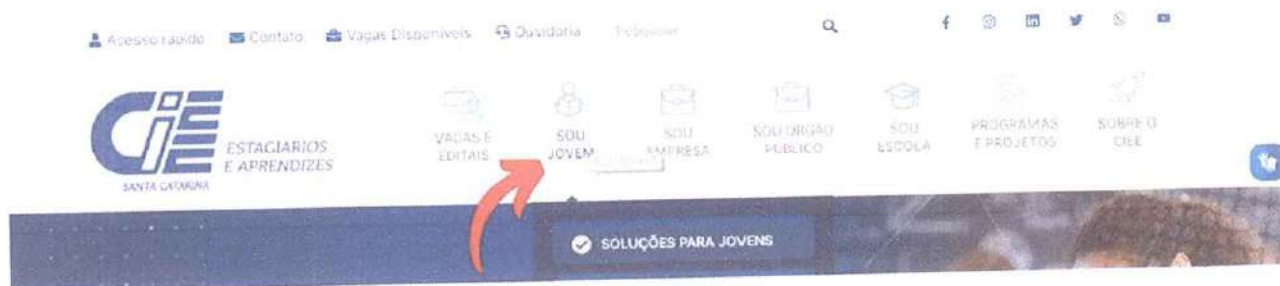 Acesso rápido Contato Vagas Disponíveis Ouvidoria Pesquisar
CIEE
SANTA CATARINA
ESTAGIÁRIOS
E APRENDIZES
VAGAS E
EDITAIS
SOU
JOVEM
SOU
EMPRESA
SOU ÓRGÃO
PÚBLICO
SOU
ESCOLA
PROGRAMAS
E PROJETOS
SOBRE O
CIEE
SOLUÇÕES PARA JOVENS